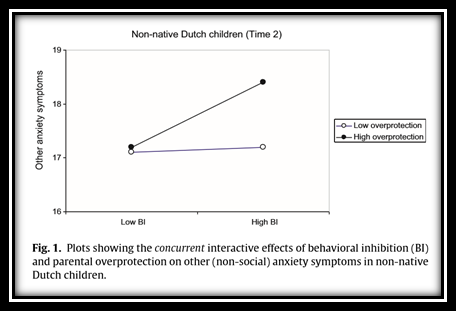 Non-native Dutch children (Time 2)
19
18
17
16
Other anxiety symptoms
Low BI
High BI
Low overprotection
High overprotection
Fig. 1. Plots showing the concurrent interactive effects of behavioral inhibition (BI)
and parental overprotection on other (non-social) anxiety symptoms in non-native
Dutch children.